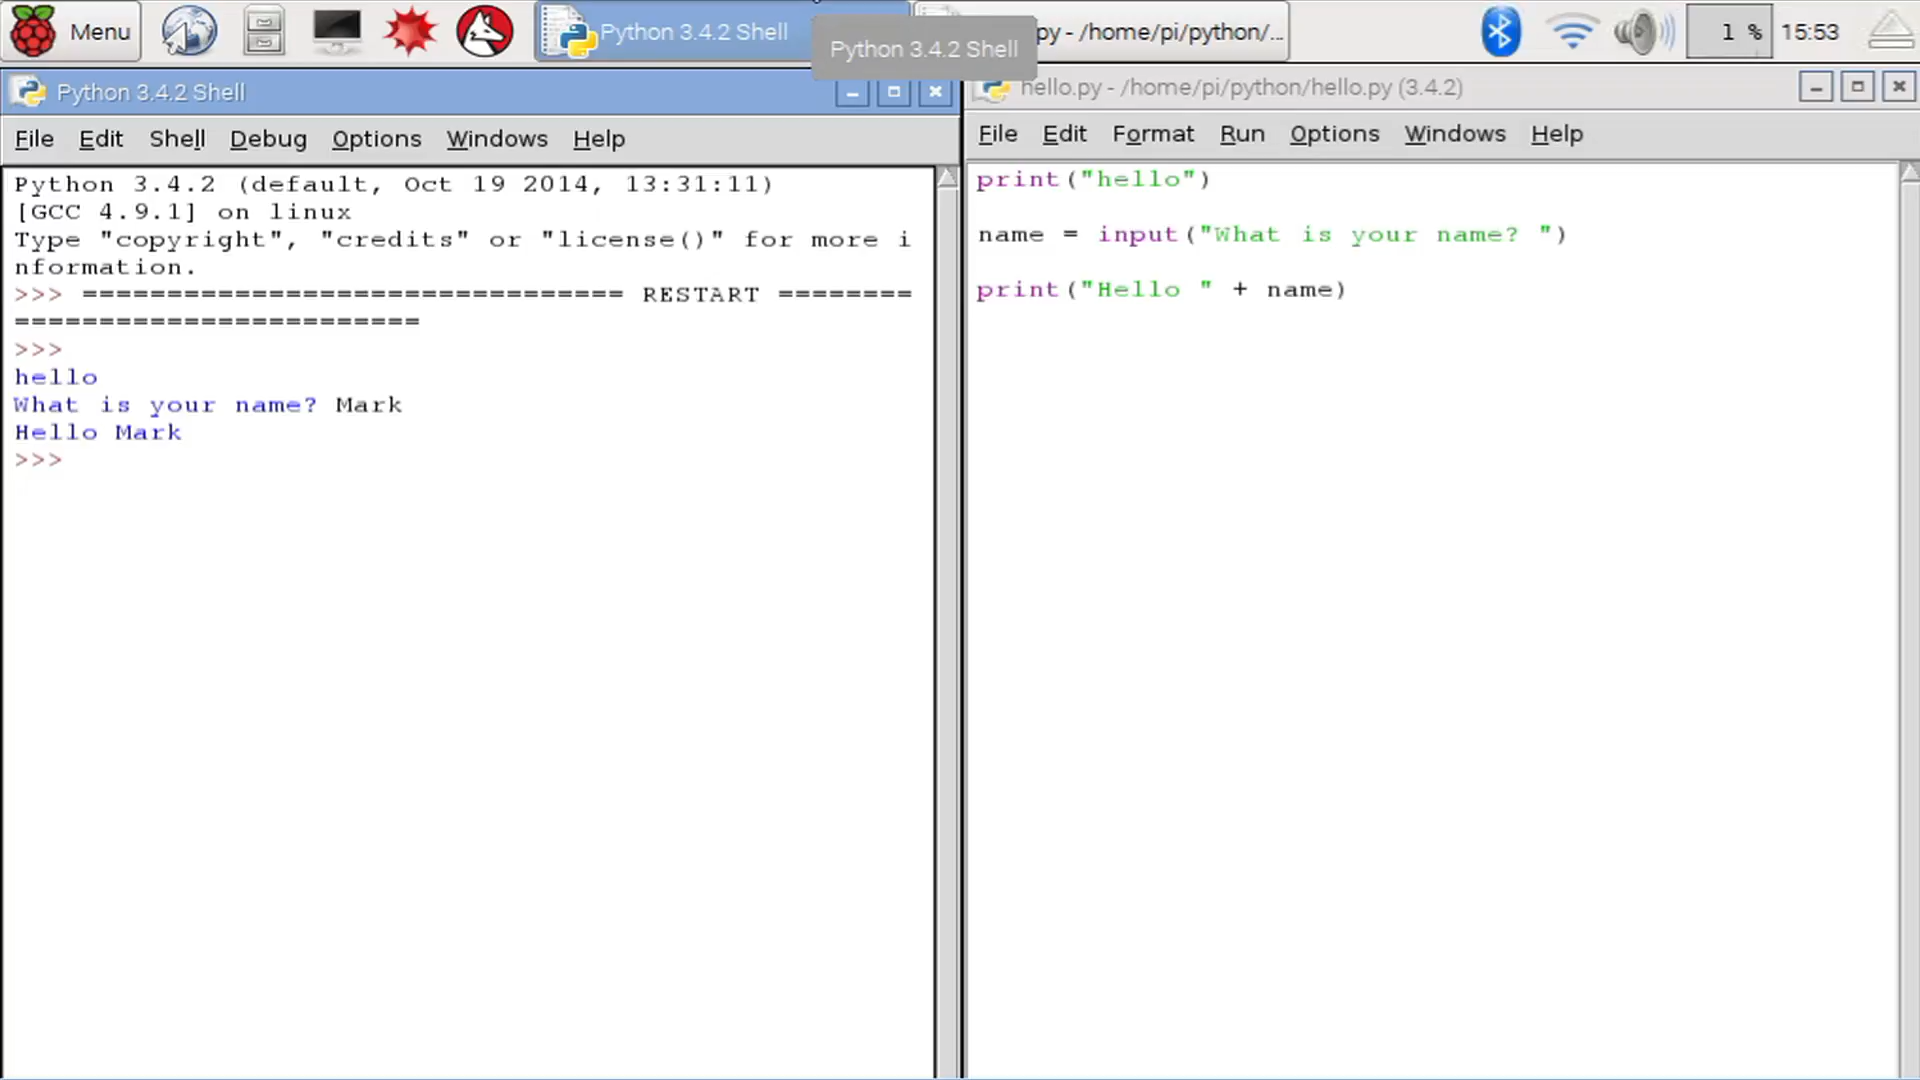 Menu
Python 3.4.2 Shell
py - /home/pi/python/...
1 %
15:53
Python 3.4.2 Shell
Python 3.4.2 Shell
File Edit Shell Debug Options Windows Help
Python 3.4.2 (default, Oct 19 2014, 13:31:11)
[GCC 4.9.1] on linux
Type "copyright", "credits" or "license()" for more i
nformation.
>>> ================================ RESTART ========
========================
>>>
hello
What is your name? Mark
Hello Mark
>>>
hello.py - /home/pi/python/hello.py (3.4.2)
File Edit Format Run Options Windows Help
print("hello")
name = input("What is your name? ")
print("Hello " + name)